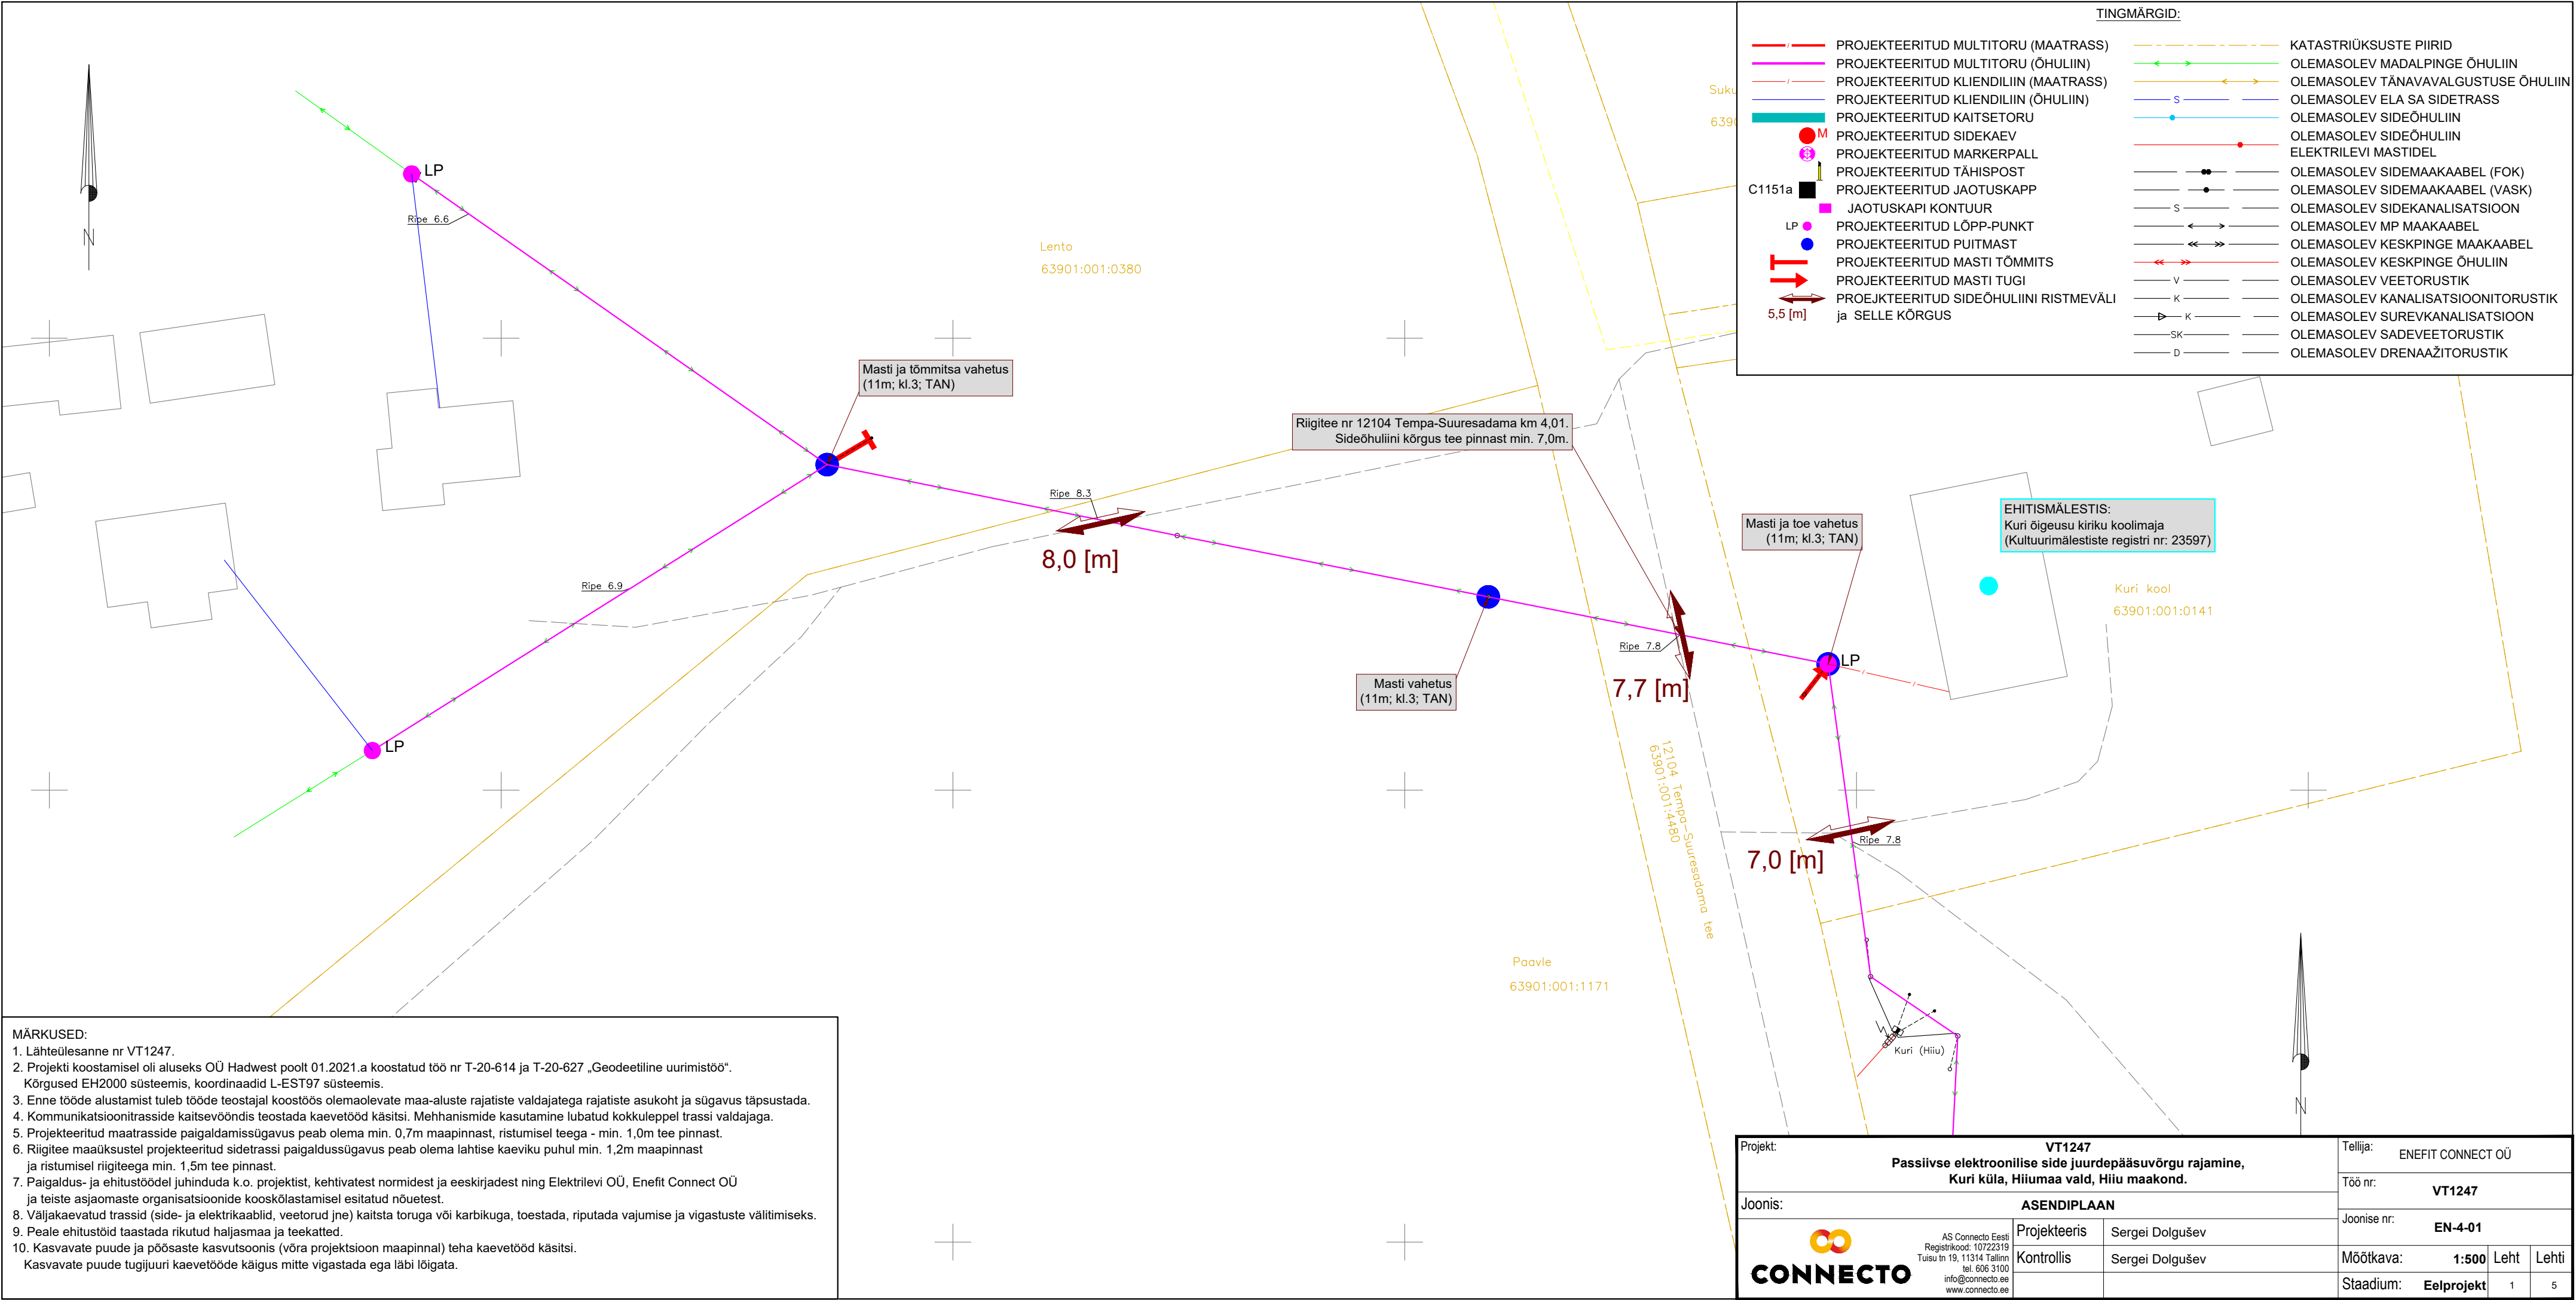 TINGMÄRGID:
PROJEKTEERITUD MULTITORU (MAATRASS)
PROJEKTEERITUD MULTITORU (ÕHULIIN)
PROJEKTEERITUD KLIENDILIIN (MAATRASS)
PROJEKTEERITUD KLIENDILIIN (ÕHULIIN)
PROJEKTEERITUD KAITSETORU
M PROJEKTEERITUD SIDEKAEV
PROJEKTEERITUD MARKERPALL
PROJEKTEERITUD TÄHISPOST
C1151a PROJEKTEERITUD JAOTUSKAPP
JAOTUSKAPI KONTUUR
LP PROJEKTEERITUD LÕPP-PUNKT
PROJEKTEERITUD PUITMAST
PROJEKTEERITUD MASTI TÕMMITS
PROJEKTEERITUD MASTI TUGI
PROEJKTEERITUD SIDEÕHULIINI RISTMEVÄLI
5,5 [m] ja SELLE KÕRGUS
KATASTRIÜKSUSTE PIIRID
OLEMASOLEV MADALPINGE ÕHULIIN
OLEMASOLEV TÄNAVAVALGUSTUSE ÕHULIIN
S OLEMASOLEV ELA SA SIDETRASS
OLEMASOLEV SIDEÕHULIIN
OLEMASOLEV SIDEÕHULIIN
ELEKTRILEVI MASTIDEL
OLEMASOLEV SIDEMAAKAABEL (FOK)
OLEMASOLEV SIDEMAAKAABEL (VASK)
S OLEMASOLEV SIDEKANALISATSIOON
OLEMASOLEV MP MAAKAABEL
OLEMASOLEV KESKPINGE MAAKAABEL
OLEMASOLEV KESKPINGE ÕHULIIN
V OLEMASOLEV VEETORUSTIK
K OLEMASOLEV KANALISATSIOONITORUSTIK
K OLEMASOLEV SUREVKANALISATSIOON
SK OLEMASOLEV SADEVEETORUSTIK
D OLEMASOLEV DRENAAŽITORUSTIK
Suku
6390
N
LP
Ripe 6.6
Lento
63901:001:0380
Masti ja tõmmitsa vahetus
(11m; kl.3; TAN)
Riigitee nr 12104 Tempa-Suuresadama km 4,01.
Sideõhuliini kõrgus tee pinnast min. 7,0m.
Ripe 8.3
8,0 [m]
Masti ja toe vahetus
(11m; kl.3; TAN)
EHITISMÄLESTIS:
Kuri õigeusu kiriku koolimaja
(Kultuurimälestiste registri nr: 23597)
Kuri kool
63901:001:0141
Ripe 6.9
Ripe 7.8
LP
Masti vahetus
(11m; kl.3; TAN)
7,7 [m]
LP
12104 Tempa-Suuresadama tee
63901:001:4480
Ripe 7.8
7,0 [m]
Paavle
63901:001:1171
Kuri (Hiiu)
N
MÄRKUSED:
1. Lähteülesanne nr VT1247.
2. Projekti koostamisel oli aluseks OÜ Hadwest poolt 01.2021.a koostatud töö nr T-20-614 ja T-20-627 „Geodeetiline uurimistöö“.
Kõrgused EH2000 süsteemis, koordinaadid L-EST97 süsteemis.
3. Enne tööde alustamist tuleb tööde teostajal koostöös olemaolevate maa-aluste rajatiste valdajatega rajatiste asukoht ja sügavus täpsustada.
4. Kommunikatsioonitrasside kaitsevööndis teostada kaevetööd käsitsi. Mehhanismide kasutamine lubatud kokkuleppel trassi valdajaga.
5. Projekteeritud maatrasside paigaldamissügavus peab olema min. 0,7m maapinnast, ristumisel teega - min. 1,0m tee pinnast.
6. Riigitee maaüksustel projekteeritud sidetrassi paigaldussügavus peab olema lahtise kaeviku puhul min. 1,2m maapinnast
ja ristumisel riigiteega min. 1,5m tee pinnast.
7. Paigaldus- ja ehitustöödel juhinduda k.o. projektist, kehtivatest normidest ja eeskirjadest ning Elektrilevi OÜ, Enefit Connect OÜ
ja teiste asjaomaste organisatsioonide kooskõlastamisel esitatud nõuetest.
8. Väljakaevatud trassid (side- ja elektrikaablid, veetorud jne) kaitsta toruga või karbikuga, toestada, riputada vajumise ja vigastuste välitimiseks.
9. Peale ehitustöid taastada rikutud haljasmaa ja teekatted.
10. Kasvavate puude ja põõsaste kasvutsoonis (võra projektsioon maapinnal) teha kaevetööd käsitsi.
Kasvavate puude tugijuuri kaevetööde käigus mitte vigastada ega läbi lõigata.
Projekt:
VT1247
Passiivse elektroonilise side juurdepääsuvõrgu rajamine,
Kuri küla, Hiiumaa vald, Hiiu maakond.
Tellija: ENEFIT CONNECT OÜ
Töö nr: VT1247
Joonis: ASENDIPLAAN
Joonise nr: EN-4-01
CONNECTO
AS Connecto Eesti
Registrikood: 10722319
Tuisu tn 19, 11314 Tallinn
tel. 606 3100
info@connecto.ee
www.connecto.ee
Projekteeris Sergei Dolgušev
Kontrollis Sergei Dolgušev
Mõõtkava: 1:500 Leht Lehti
Staadium: Eelprojekt 1 5